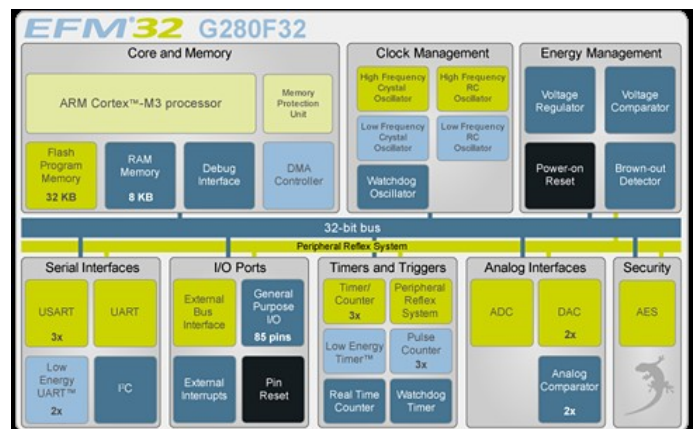 EFM®32 G280F32
Core and Memory
ARM Cortex™-M3 processor
Memory
Protection
Unit
Flash
Program
Memory
32 KB
RAM
Memory
8 KB
Debug
Interface
DMA
Controller
Clock Management
High Frequency
Crystal
Oscillator
High Frequency
RC
Oscillator
Low Frequency
Crystal
Oscillator
Low Frequency
RC
Oscillator
Watchdog
Oscillator
Energy Management
Voltage
Regulator
Voltage
Comparator
Power-on
Reset
Brown-out
Detector
32-bit bus
Peripheral Reflex System
Serial Interfaces
USART
3x
UART
Low
Energy
UART™
2x
I²C
I/O Ports
External
Bus
Interface
General
Purpose
I/O
85 pins
External
Interrupts
Pin
Reset
Timers and Triggers
Timer/
Counter
3x
Peripheral
Reflex
System
Low Energy
Timer™
Pulse
Counter
3x
Real Time
Counter
Watchdog
Timer
Analog Interfaces
ADC
DAC
2x
Analog
Comparator
2x
Security
AES